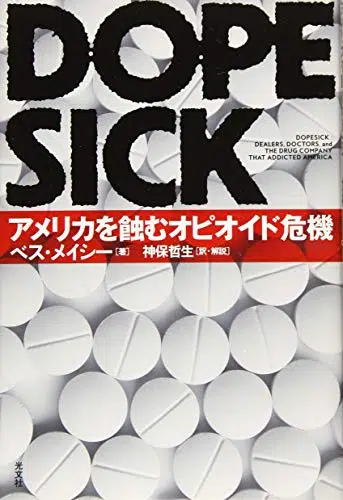 DOPE
SICK
DOPESICK
DEALERS, DOCTORS, and
THE DRUG COMPANY
THAT ADDICTED AMERICA
アメリカを蝕むオピオイド危機
ベス・メイシー[著] 神保哲生[訳・解説]
光文社